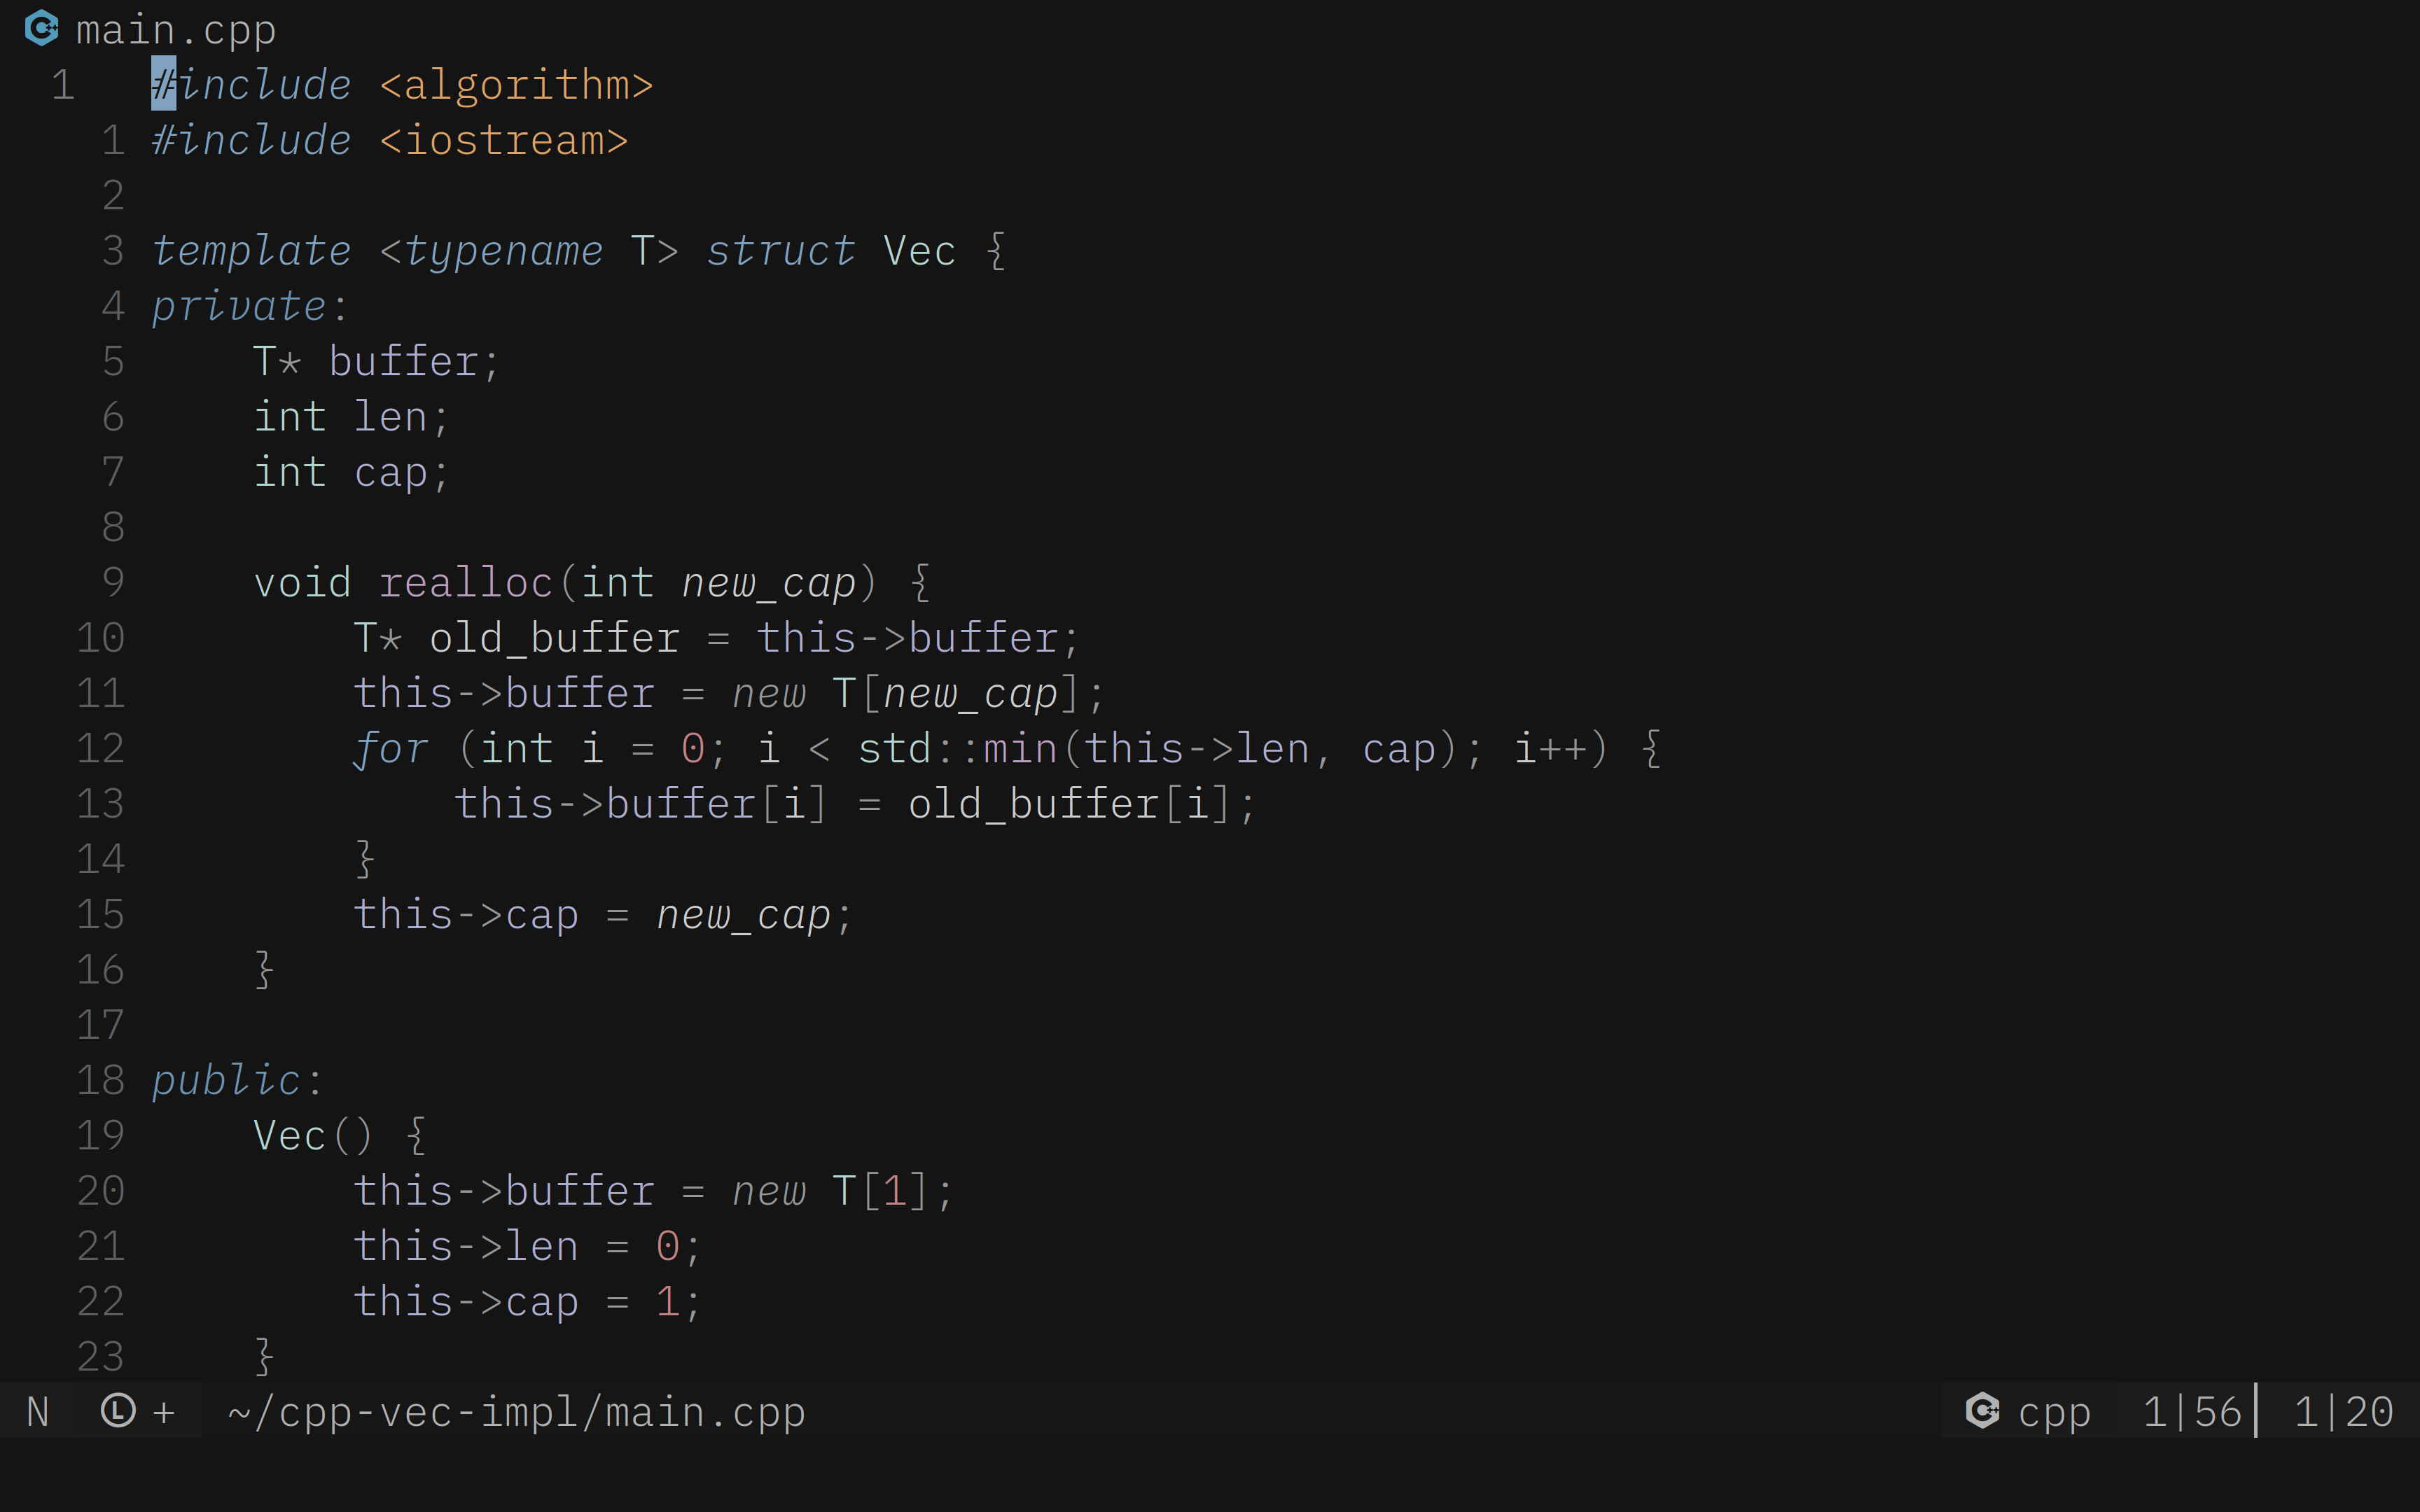 main.cpp
1 #include <algorithm>
1 #include <iostream>
2
3 template <typename T> struct Vec {
4 private:
5     T* buffer;
6     int len;
7     int cap;
8
9     void realloc(int new_cap) {
10         T* old_buffer = this->buffer;
11         this->buffer = new T[new_cap];
12         for (int i = 0; i < std::min(this->len, cap); i++) {
13             this->buffer[i] = old_buffer[i];
14         }
15         this->cap = new_cap;
16     }
17
18 public:
19     Vec() {
20         this->buffer = new T[1];
21         this->len = 0;
22         this->cap = 1;
23     }
N Ⓛ + ~/cpp-vec-impl/main.cpp cpp 1|56 1|20